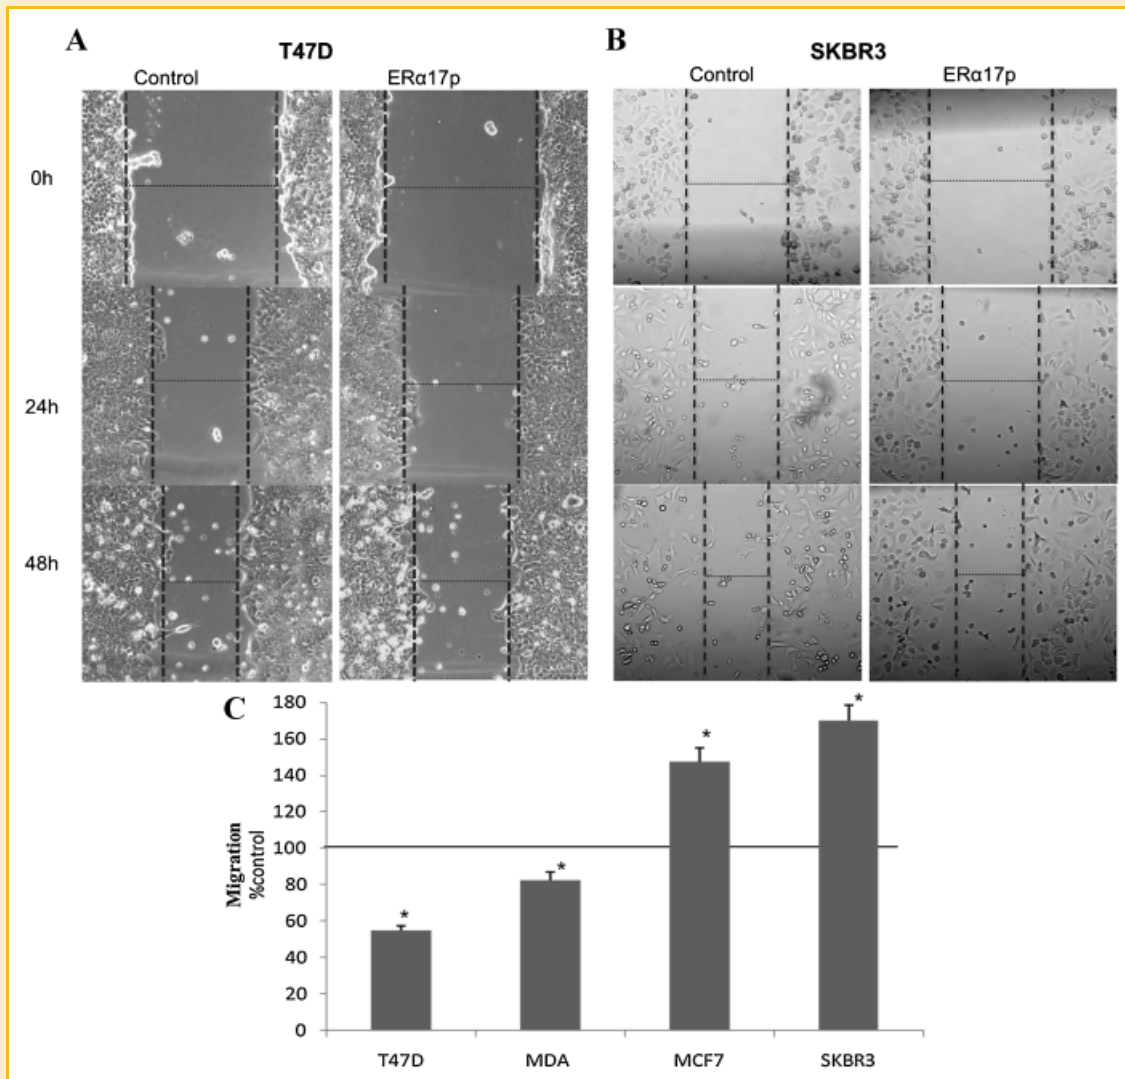 A
T47D
Control
ERα17p
B
SKBR3
Control
ERα17p
0h
24h
48h
C
Migration
%control
180
160
140
120
100
80
60
40
20
0
*
*
*
*
T47D
MDA
MCF7
SKBR3